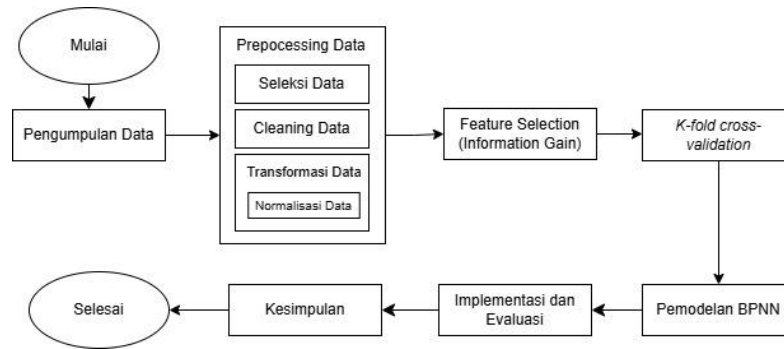 Mulai
Pengumpulan Data
Prepocessing Data
Seleksi Data
Cleaning Data
Transformasi Data
Normalisasi Data
Feature Selection
(Information Gain)
K-fold cross-
validation
Pemodelan BPNN
Implementasi dan
Evaluasi
Kesimpulan
Selesai